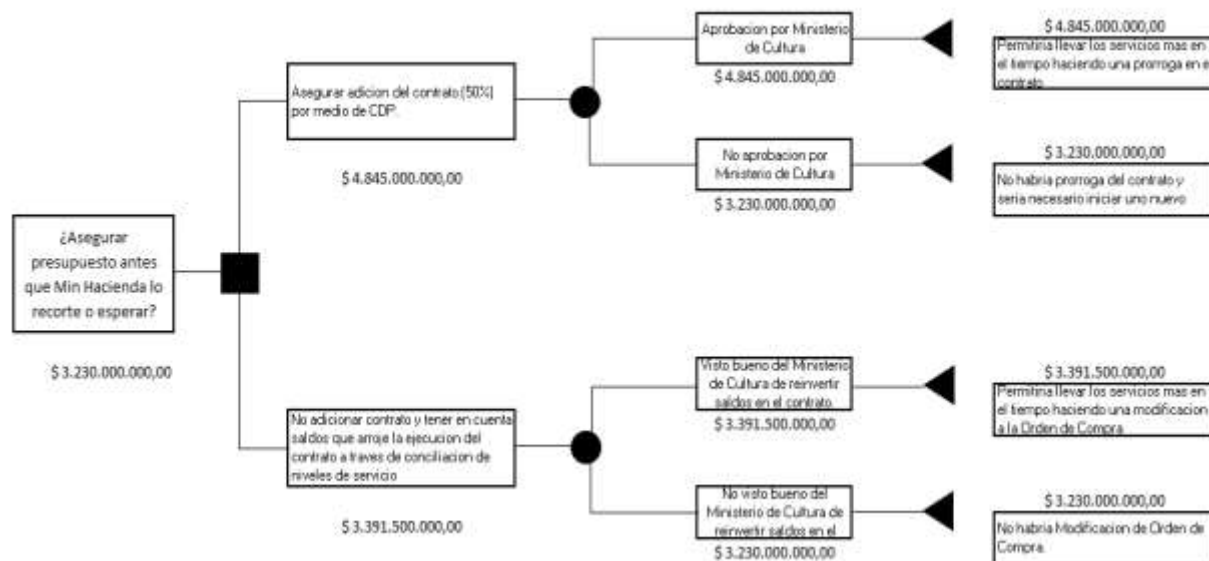 ¿Asegurar
presupuesto antes
que Min Hacienda lo
recorte o esperar?
$ 3.230.000.000,00
Asegurar adicion del contrato (50%)
por medio de CDP.
$ 4.845.000.000,00
No adicionar contrato y tener en cuenta
saldos que arroje la ejecucion del
contrato a traves de conciliacion de
niveles de servicio
$ 3.391.500.000,00
Aprobacion por Ministerio
de Cultura
$ 4.845.000.000,00
No aprobacion por
Ministerio de Cultura
$ 3.230.000.000,00
Visto bueno del Ministerio
de Cultura de reinvertir
saldos en el contrato.
$ 3.391.500.000,00
No visto bueno del
Ministerio de Cultura de
reinvertir saldos en el
$ 3.230.000.000,00
$ 4.845.000.000,00
Permitiria llevar los servicios mas en
el tiempo haciendo una prorroga en e
contrato
$ 3.230.000.000,00
No habria prorroga del contrato y
seria necesario iniciar uno nuevo
$ 3.391.500.000,00
Permitiria llevar los servicios mas en
el tiempo haciendo una modificacion
a la Orden de Compra
$ 3.230.000.000,00
No habria Modificacion de Orden de
Compra.